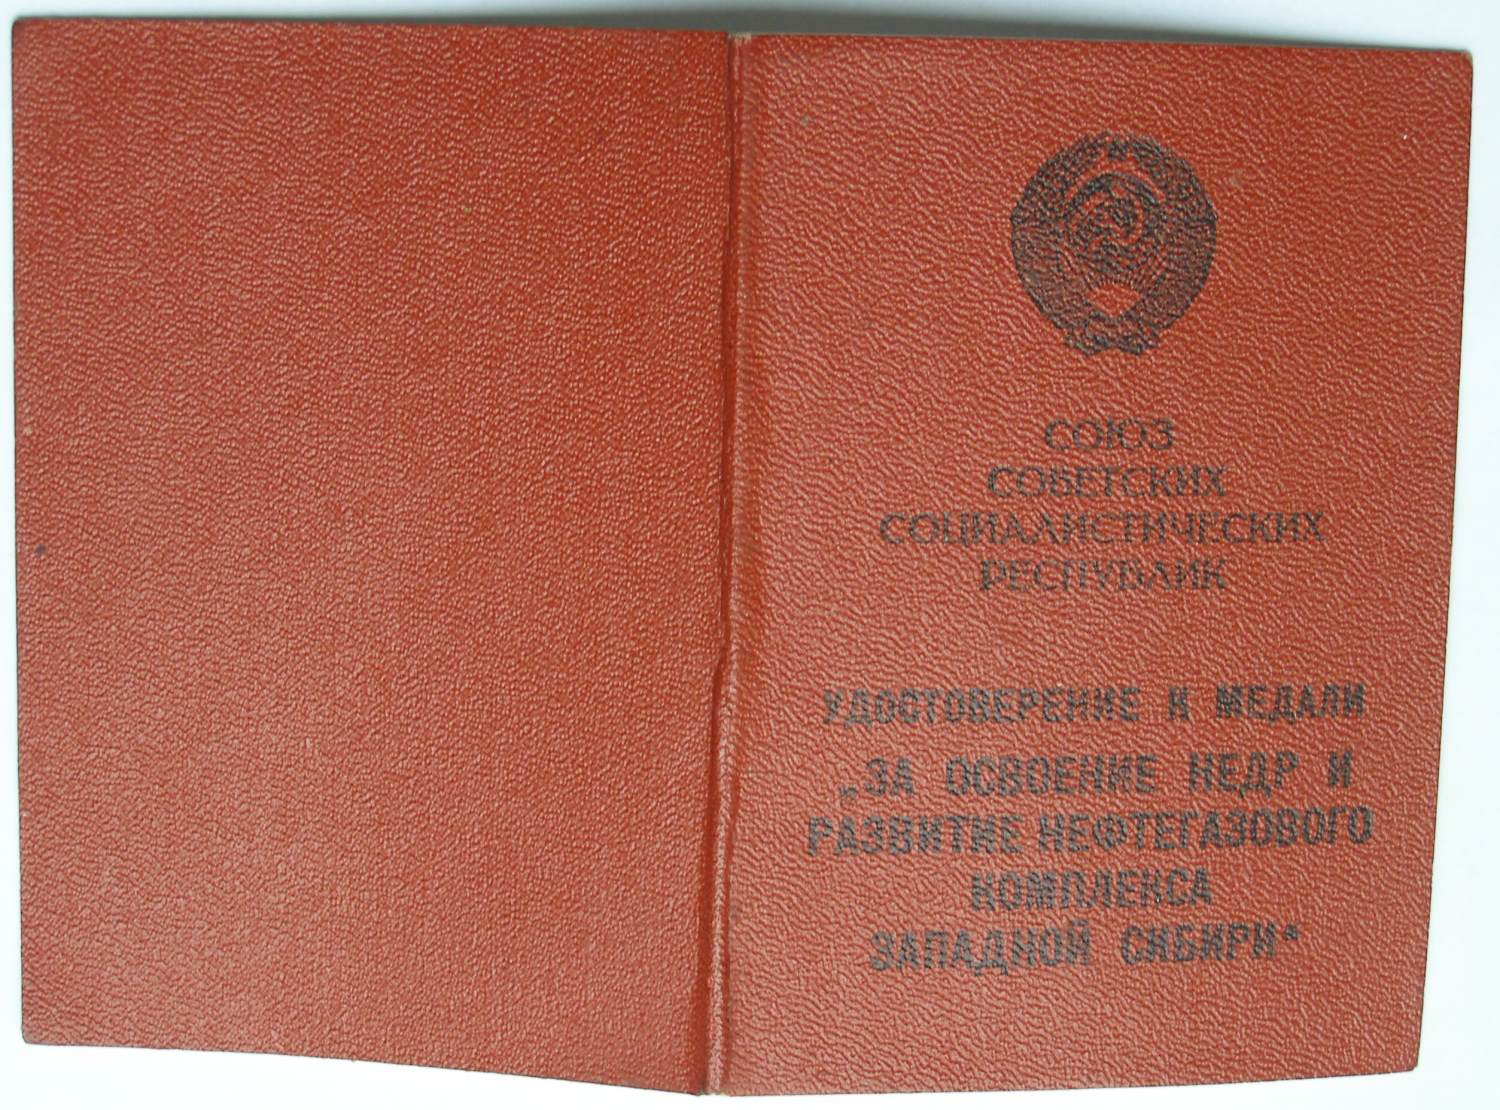 СОЮЗ
СОВЕТСКИХ
СОЦИАЛИСТИЧЕСКИХ
РЕСПУБЛИК
УДОСТОВЕРЕНИЕ К МЕДАЛИ
„ЗА ОСВОЕНИЕ НЕДР И
РАЗВИТИЕ НЕФТЕГАЗОВОГО
КОМПЛЕКСА
ЗАПАДНОЙ СИБИРИ“